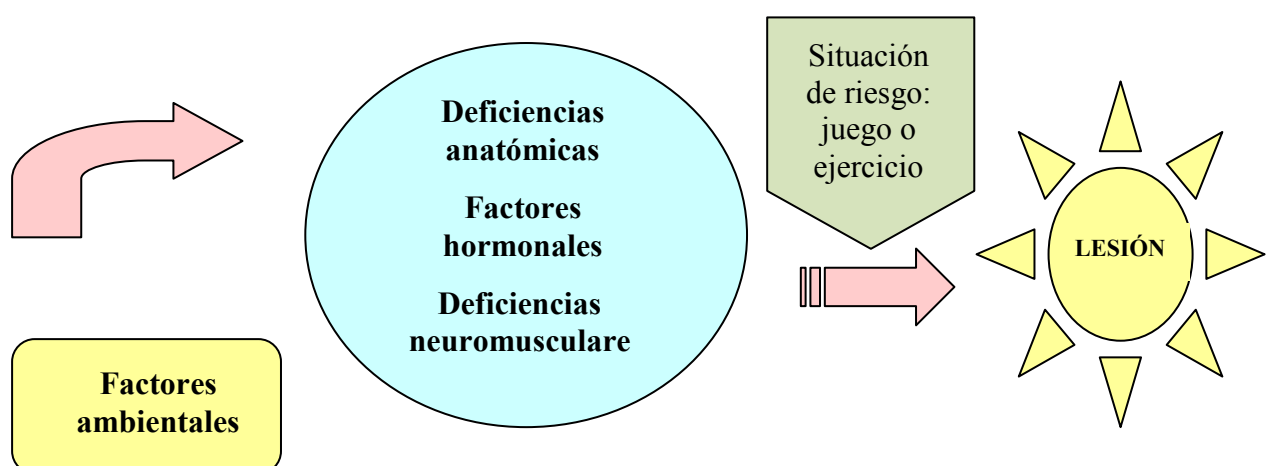 Factores
ambientales
Deficiencias
anatómicas
Factores
hormonales
Deficiencias
neuromusculare
Situación
de riesgo:
juego o
ejercicio
LESIÓN